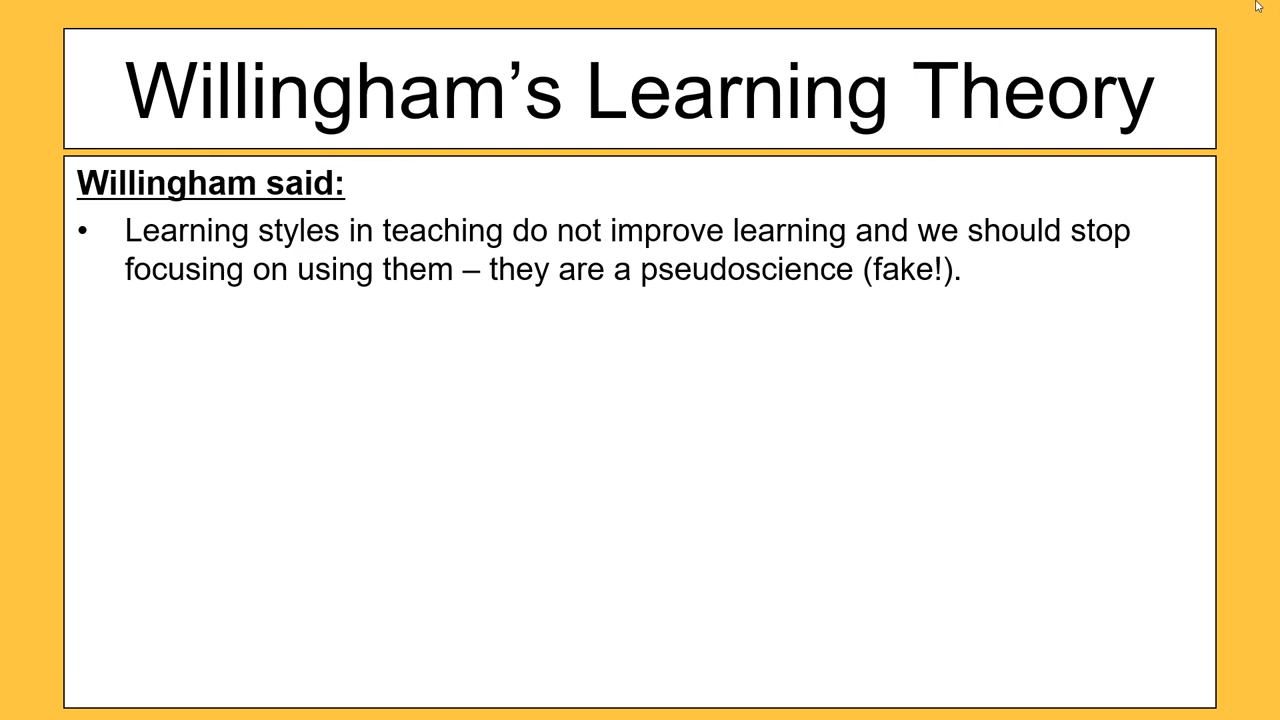 Willingham’s Learning Theory
Willingham said:
• Learning styles in teaching do not improve learning and we should stop
focusing on using them – they are a pseudoscience (fake!).